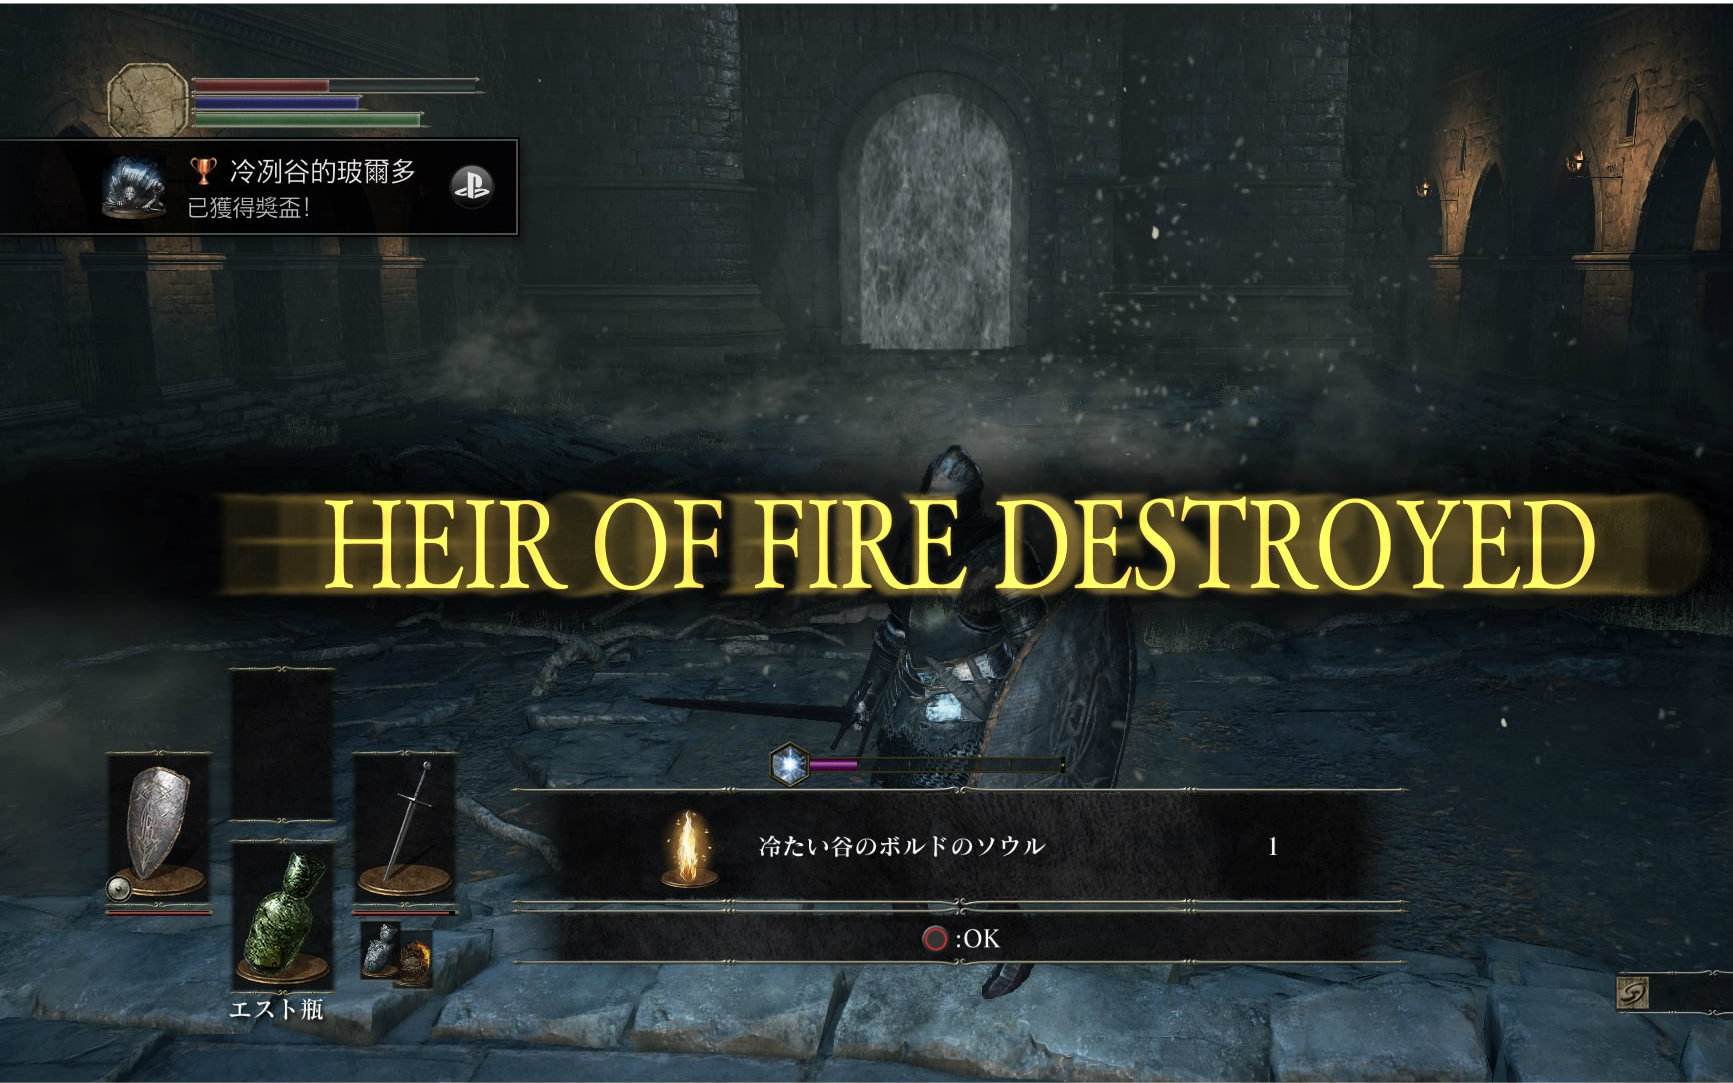 冷冽谷的玻爾多
已獲得獎盃!
HEIR OF FIRE DESTROYED
冷たい谷のボルドのソウル 1
:OK
エスト瓶